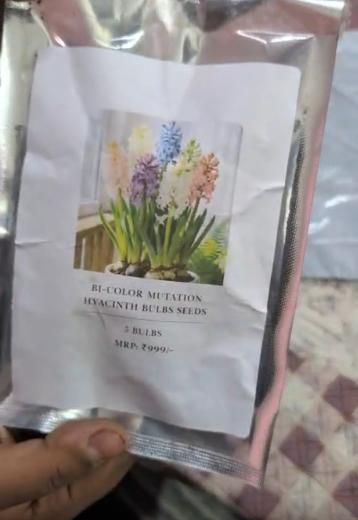 BI-COLOR MUTATION
HYACINTH BULBS SEEDS
5 BULBS
MRP: ₹999/-